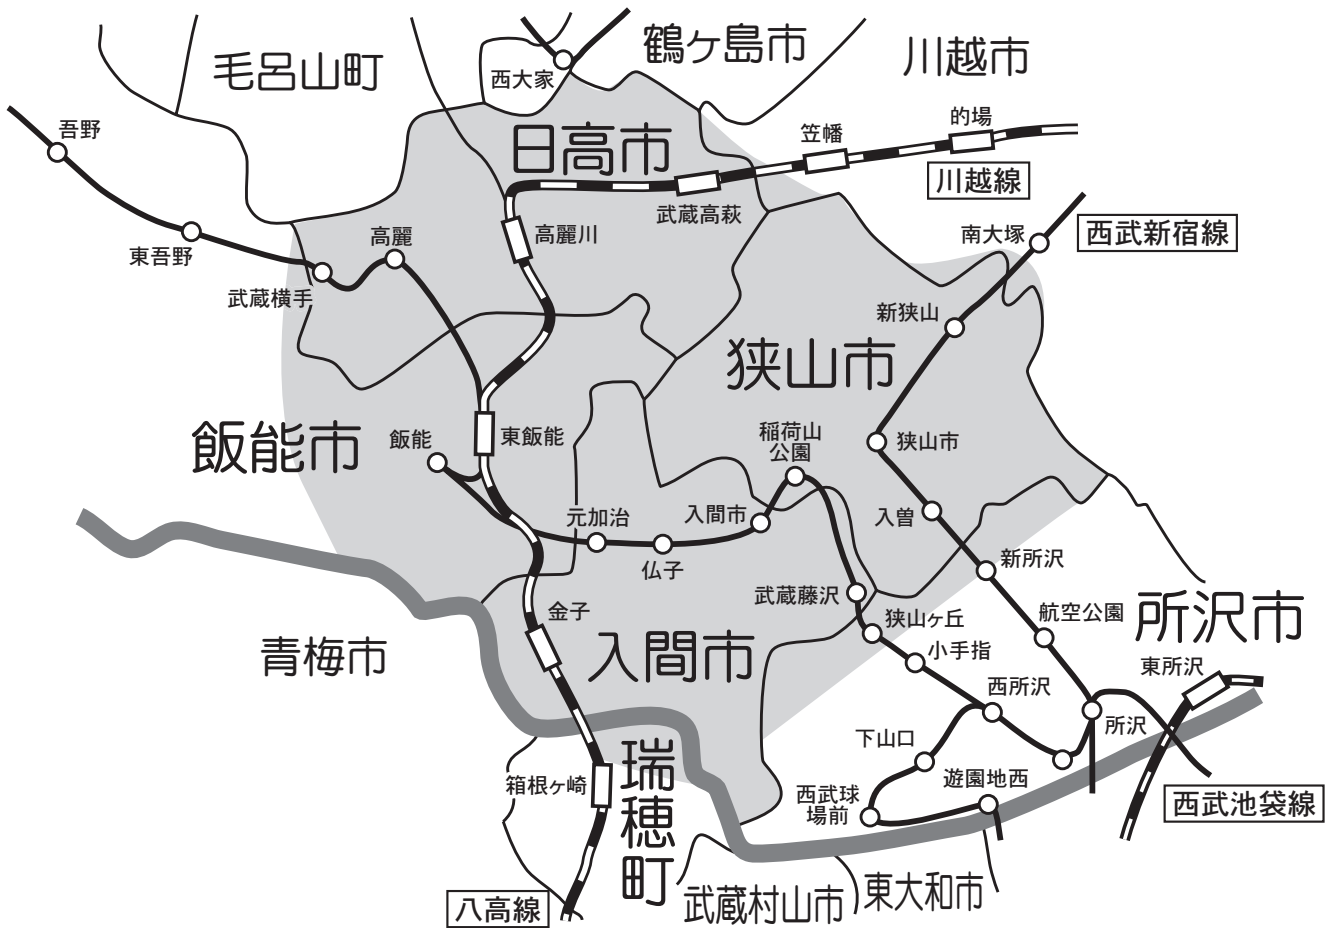 毛呂山町
鶴ヶ島市
川越市
西大家
吾野
日高市
笠幡
的場
川越線
武蔵高萩
東吾野
高麗
高麗川
南大塚
西武新宿線
武蔵横手
新狭山
狭山市
飯能市
飯能
東飯能
稲荷山
公園
狭山市
元加治
入間市
入曽
仏子
新所沢
武蔵藤沢
金子
狭山ヶ丘
航空公園
所沢市
青梅市
入間市
小手指
東所沢
西所沢
所沢
下山口
瑞穂町
箱根ヶ崎
遊園地西
西武球
場前
西武池袋線
八高線
武蔵村山市
東大和市